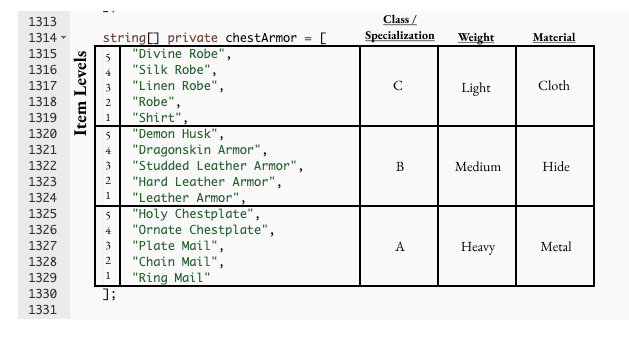 1313 ];
Class /
Specialization Weight Material
1314 string[] private chestArmor = [
Item Levels
1315 5 "Divine Robe",
1316 4 "Silk Robe",
1317 3 "Linen Robe", C Light Cloth
1318 2 "Robe",
1319 1 "Shirt",
1320 5 "Demon Husk",
1321 4 "Dragonskin Armor",
1322 3 "Studded Leather Armor", B Medium Hide
1323 2 "Hard Leather Armor",
1324 1 "Leather Armor",
1325 5 "Holy Chestplate",
1326 4 "Ornate Chestplate",
1327 3 "Plate Mail", A Heavy Metal
1328 2 "Chain Mail",
1329 1 "Ring Mail"
1330 ];
1331